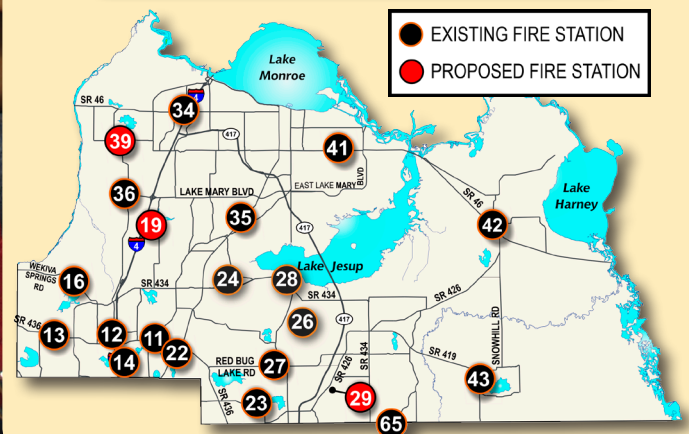 EXISTING FIRE STATION
PROPOSED FIRE STATION
Lake
Monroe
SR 46
4
34
417
39
41
36
LAKE MARY BLVD
EAST LAKE MARY
BLVD
SR 46
Lake
Harney
19
4
35
417
42
WEKIVA
SPRINGS
RD
16
SR 434
24
28
Lake Jesup
SR 434
SR 426
26
417
SNOWHILL RD
SR 436
13
12
11
14
22
RED BUG
LAKE RD
27
SR 426
SR 434
SR 419
43
SR 436
23
29
65